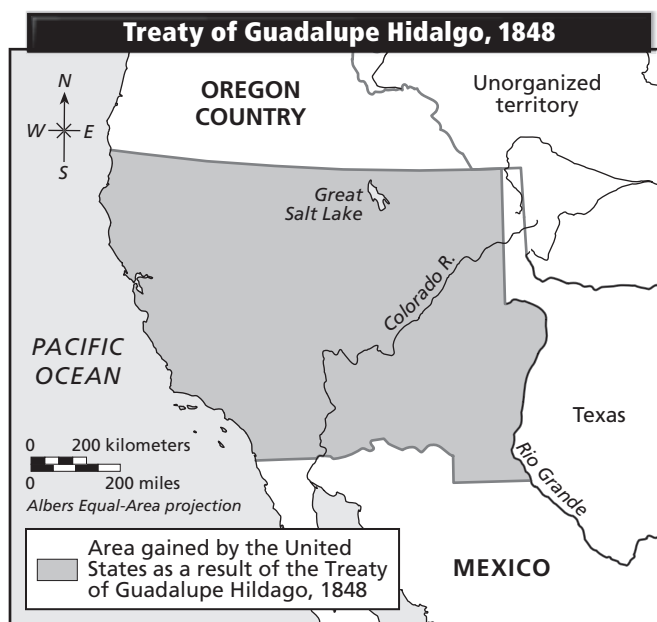 Treaty of Guadalupe Hidalgo, 1848
N
W
E
S
OREGON
COUNTRY
Unorganized
territory
Great
Salt Lake
Colorado R.
PACIFIC
OCEAN
Texas
Rio Grande
0 200 kilometers
0 200 miles
Albers Equal-Area projection
Area gained by the United
States as a result of the Treaty
of Guadalupe Hildago, 1848
MEXICO